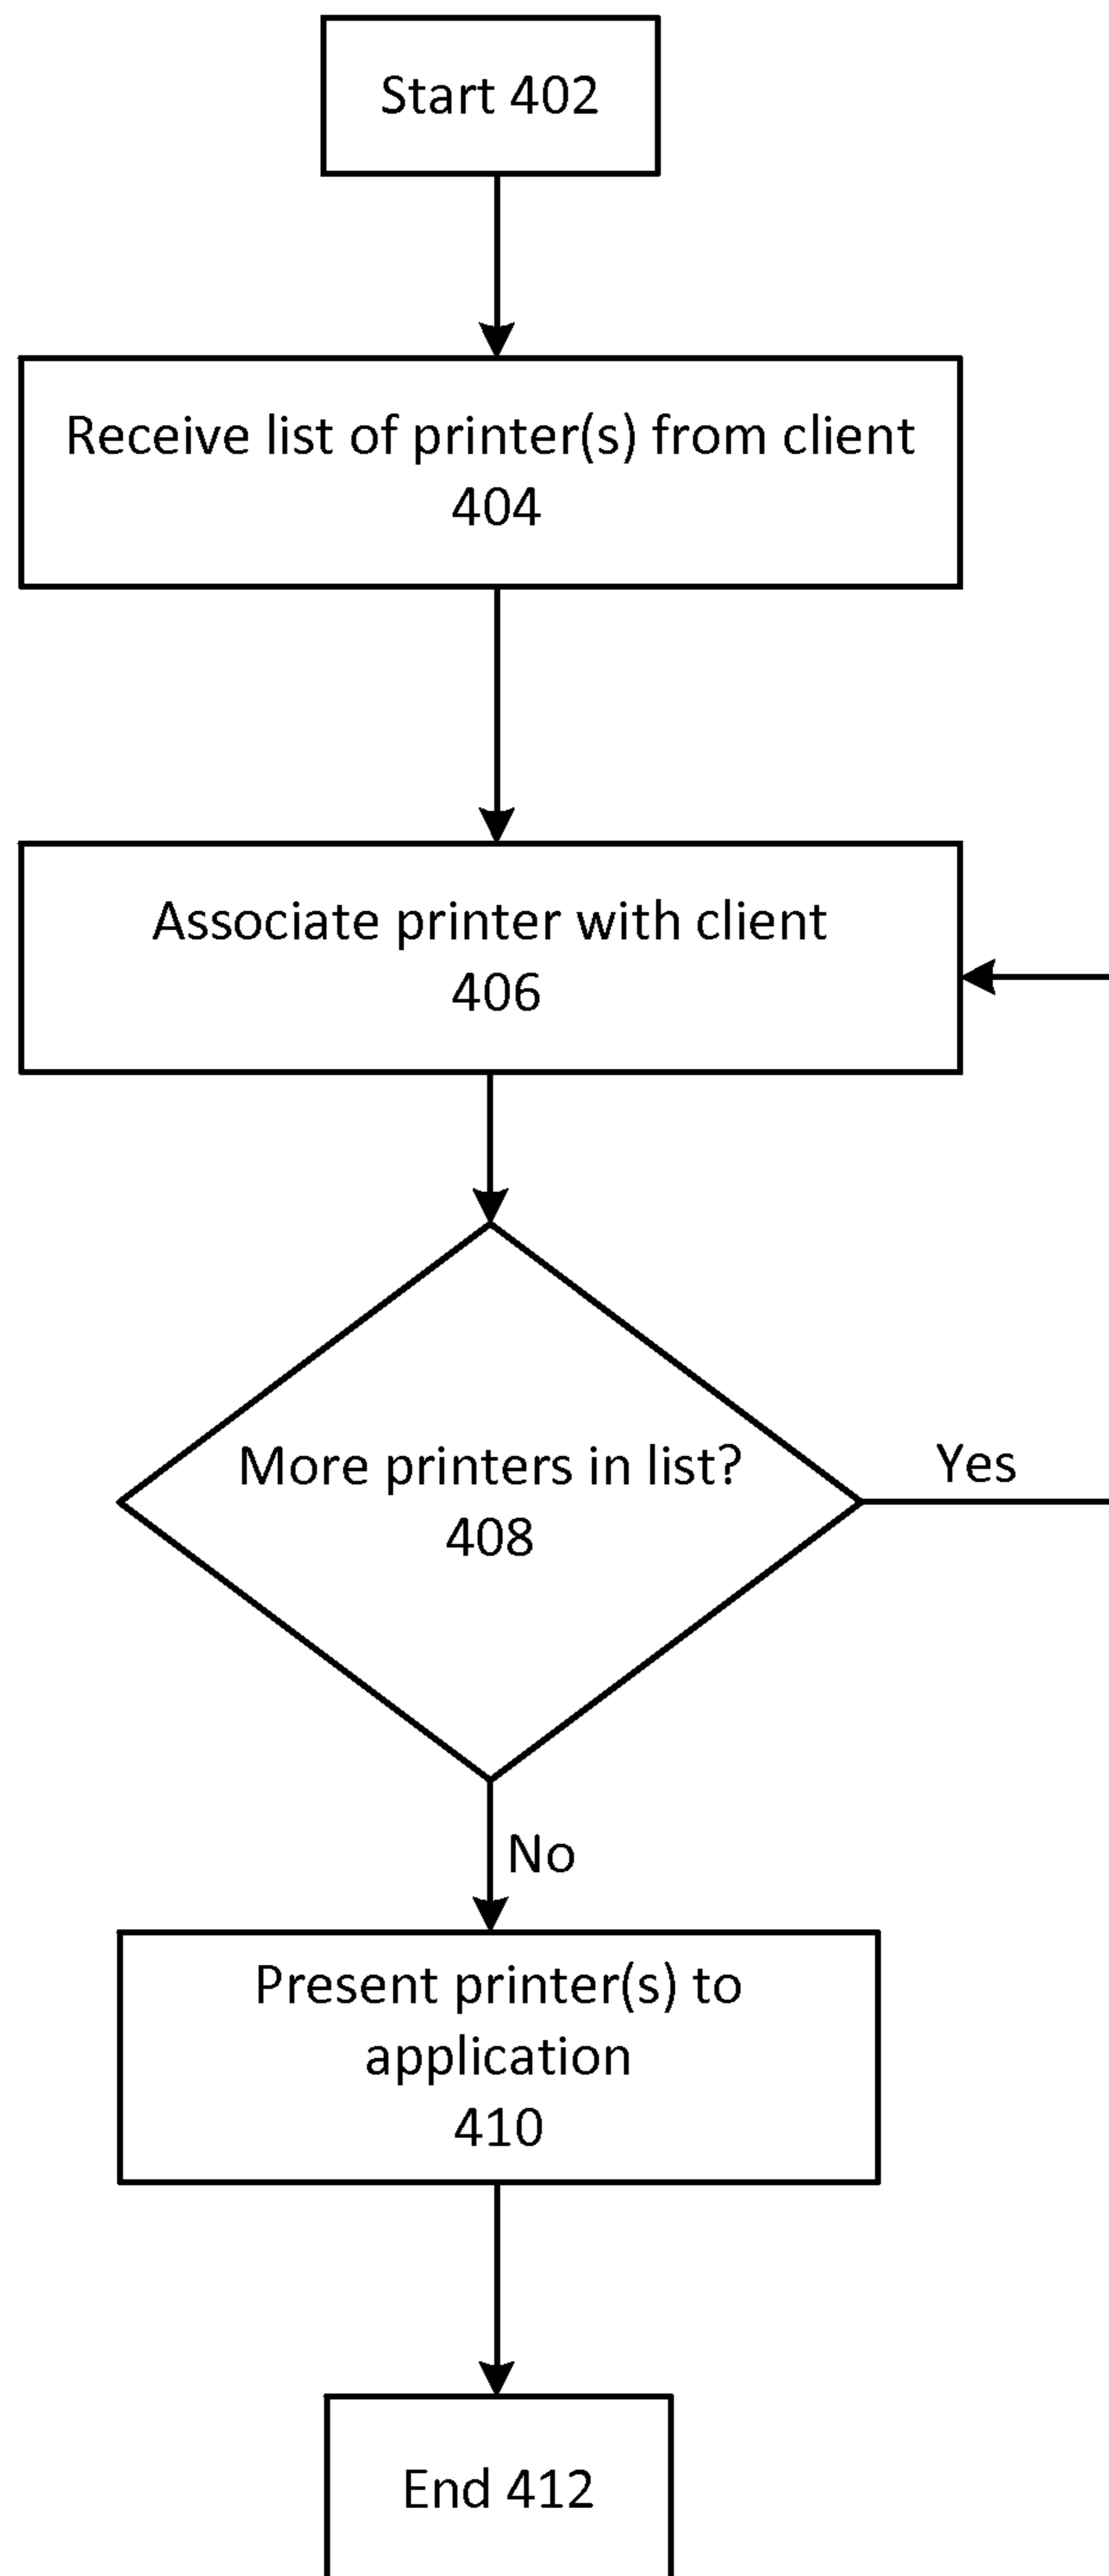 Start 402
Receive list of printer(s) from client
404
Associate printer with client
406
More printers in list?
408
Yes
No
Present printer(s) to
application
410
End 412